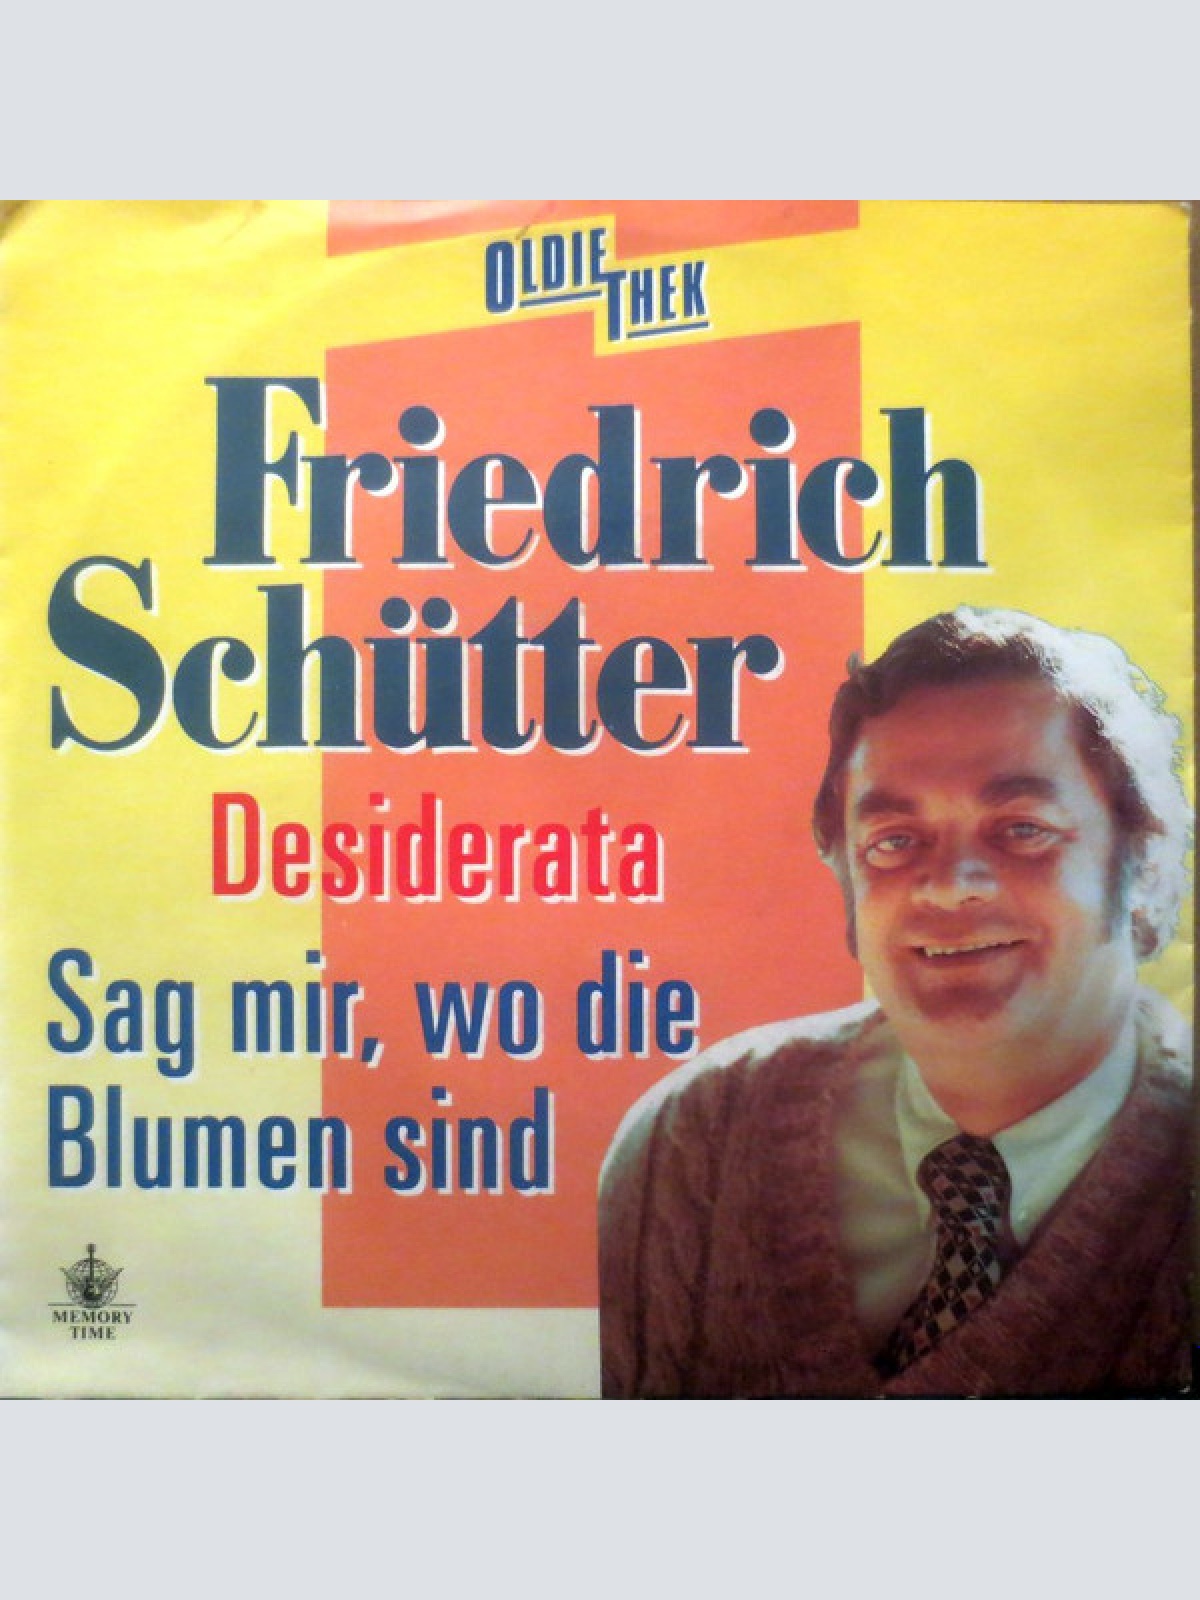 OLDIE
THEK
Friedrich
Schütter
Desiderata
Sag mir, wo die
Blumen sind
MEMORY
TIME